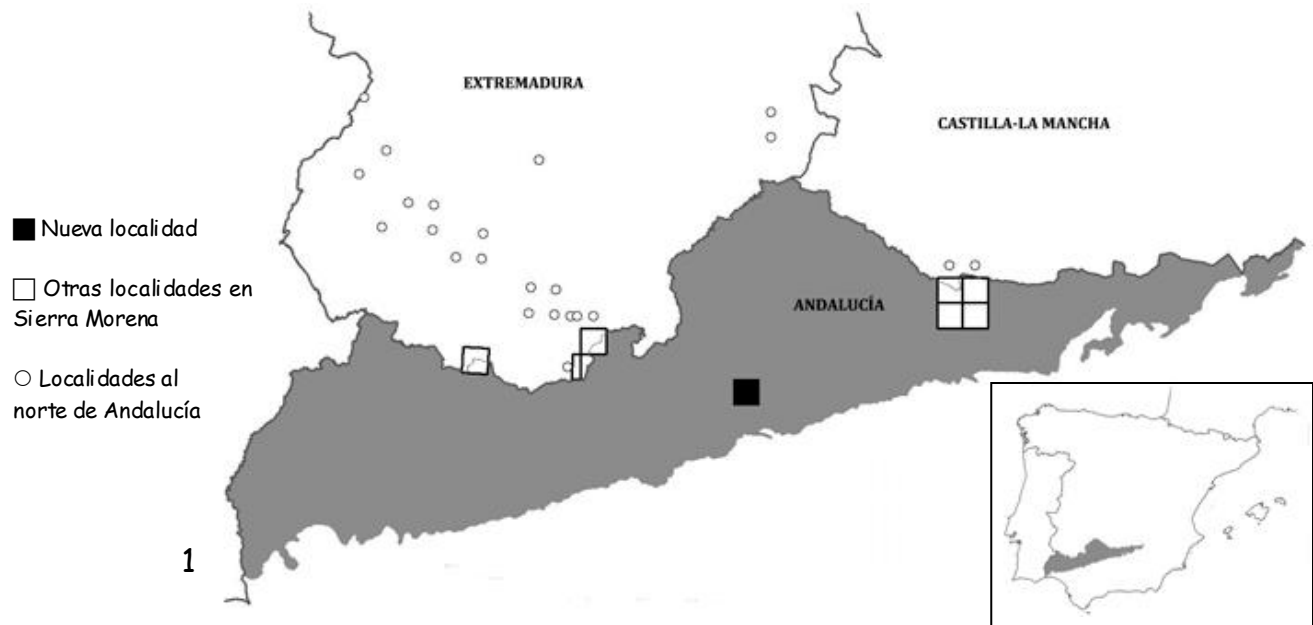 EXTREMADURA
CASTILLA-LA MANCHA
Nueva localidad
Otras localidades en
Sierra Morena
ANDALUCÍA
Localidades al
norte de Andalucía
1